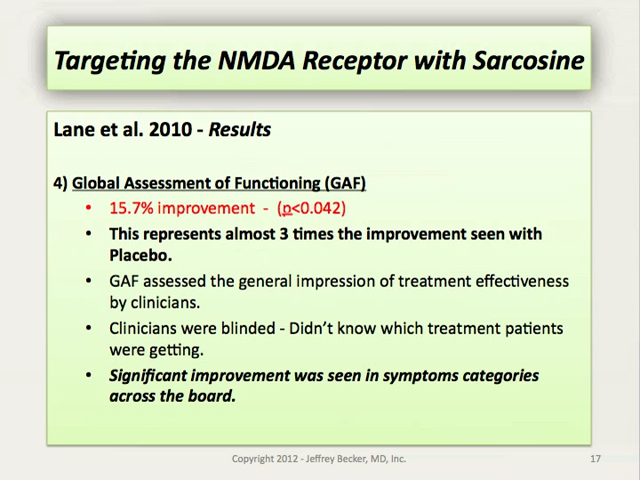 Targeting the NMDA Receptor with Sarcosine
Lane et al. 2010 - Results
4) Global Assessment of Functioning (GAF)
• 15.7% improvement - (p<0.042)
• This represents almost 3 times the improvement seen with
Placebo.
• GAF assessed the general impression of treatment effectiveness
by clinicians.
• Clinicians were blinded - Didn't know which treatment patients
were getting.
• Significant improvement was seen in symptoms categories
across the board.
Copyright 2012 - Jeffrey Becker, MD, Inc.
17